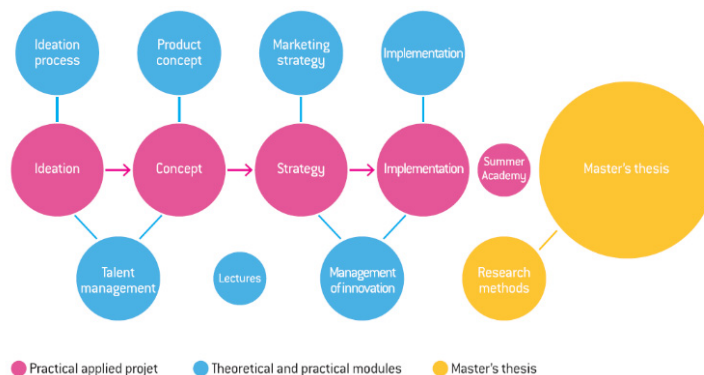 Ideation
process
Product
concept
Marketing
strategy
Implementation
Ideation
Concept
Strategy
Implementation
Summer
Academy
Master's thesis
Talent
management
Lectures
Management
of innovation
Research
methods
Practical applied projet
Theoretical and practical modules
Master's thesis